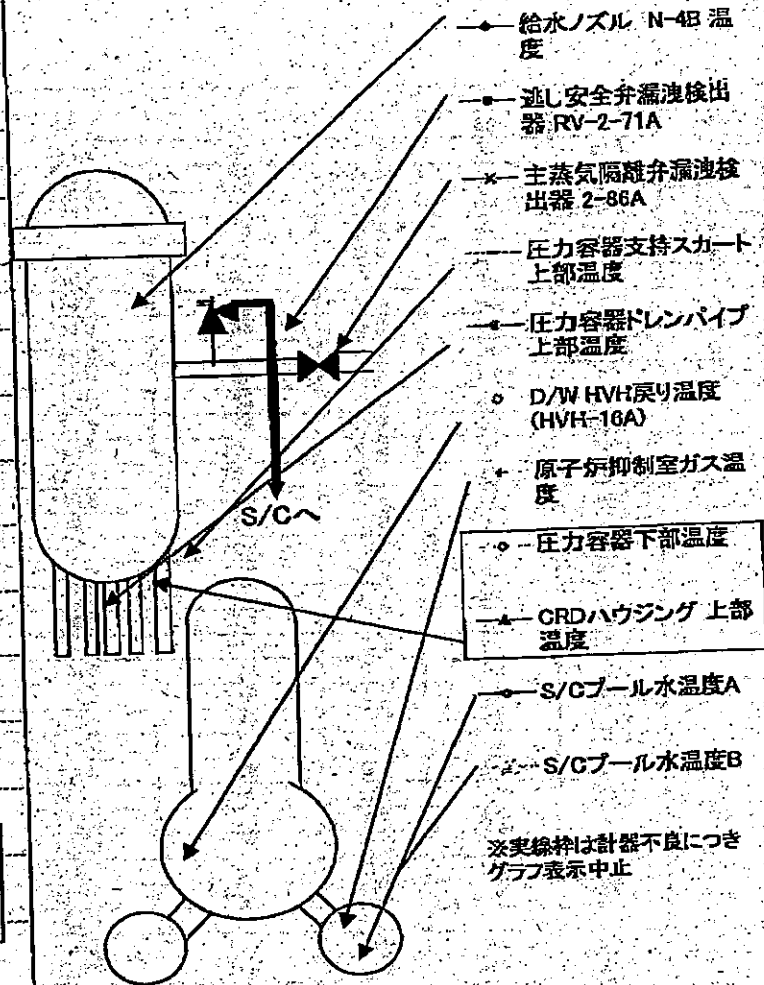 給水ノズル N-4B 温
度
逃し安全弁漏洩検出
器 RV-2-71A
主蒸気隔離弁漏洩検
出器 2-86A
圧力容器支持スカート
上部温度
圧力容器ドレンパイプ
上部温度
D/W HVH戻り温度
(HVH-16A)
原子炉抑制室ガス温
度
S/Cへ
圧力容器下部温度
CRDハウジング 上部
温度
S/Cプール水温度A
S/Cプール水温度B
※実線枠は計器不良につき
グラフ表示中止